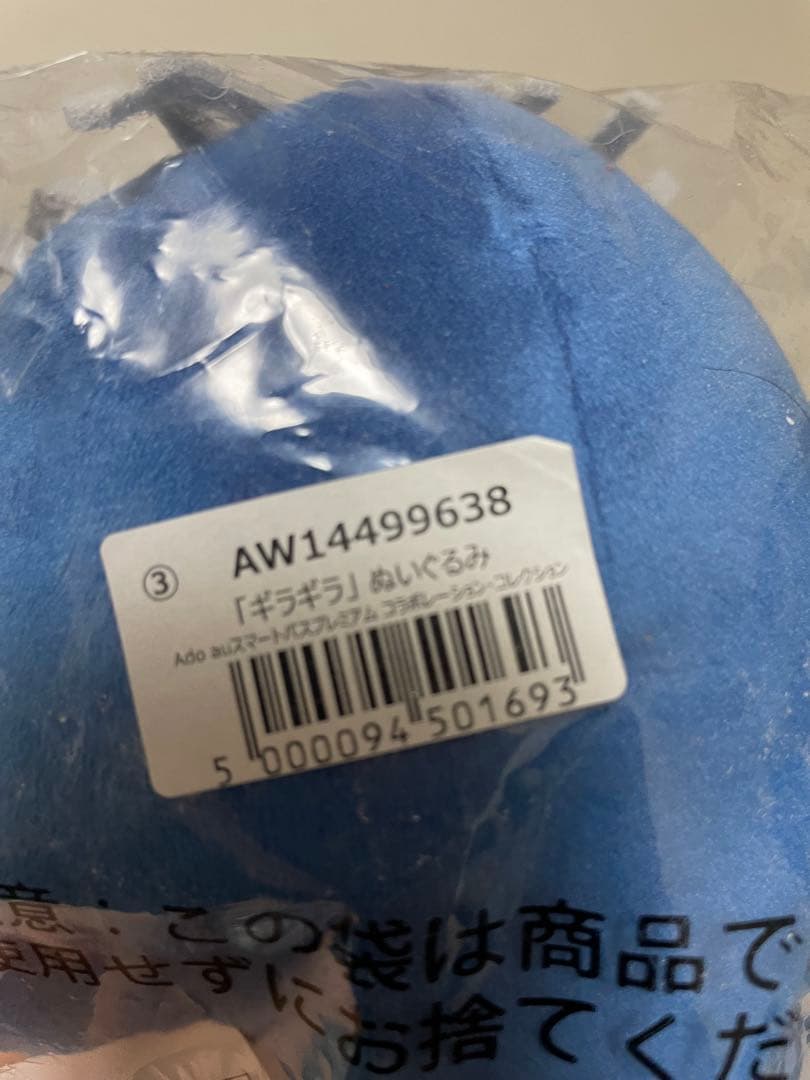 ③ AW14499638
「ギラギラ」ぬいぐるみ
Ado auスマートパスプレミアム コラボレーション・コレクション
5 000094 501693
意：この袋は商品で
使用せずに
お捨てくだ